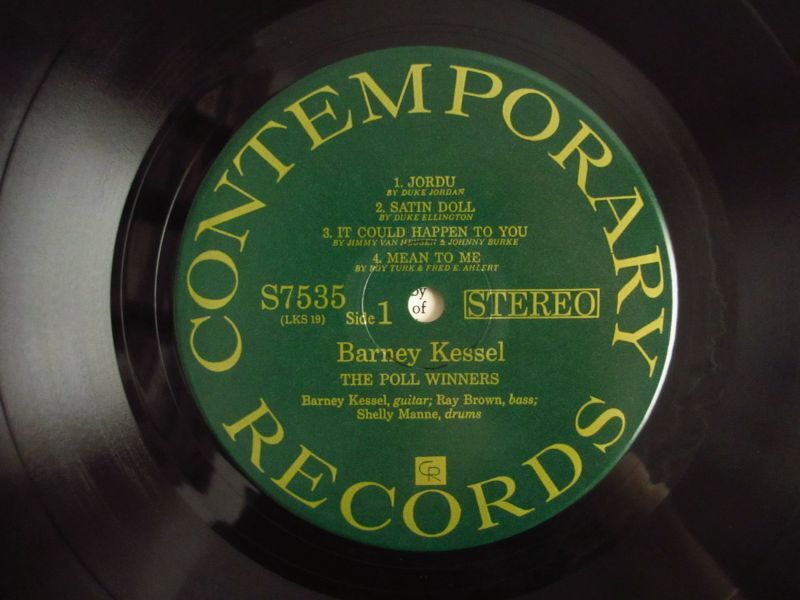 CONTEMPORARY
1. JORDU
BY DUKE JORDAN
2. SATIN DOLL
BY DUKE ELLINGTON
3. IT COULD HAPPEN TO YOU
BY JIMMY VAN HEUSEN & JOHNNY BURKE
4. MEAN TO ME
BY ROY TURK & FRED E. AHLERT
S7535
(LKS 19)
Side 1
by
of
STEREO
Barney Kessel
THE POLL WINNERS
Barney Kessel, guitar; Ray Brown, bass;
Shelly Manne, drums
CR
RECORDS